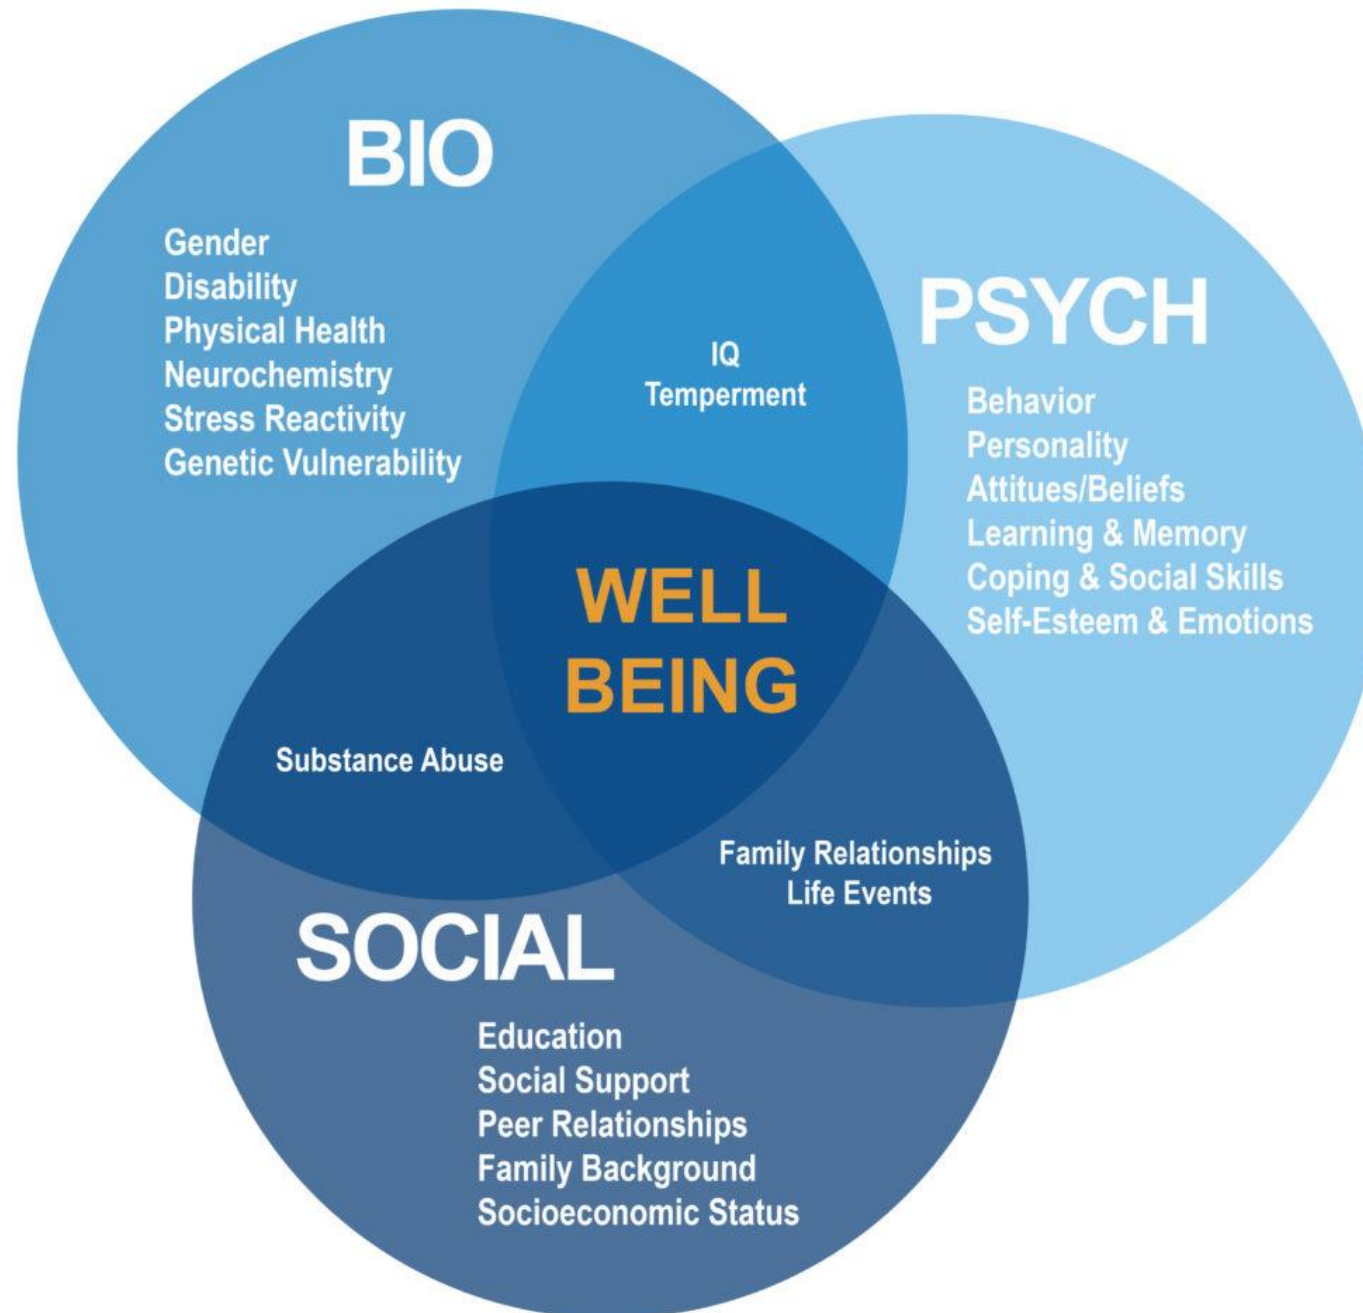 BIO
Gender
Disability
Physical Health
Neurochemistry
Stress Reactivity
Genetic Vulnerability
IQ
Temperment
PSYCH
Behavior
Personality
Attitues/Beliefs
Learning & Memory
Coping & Social Skills
Self-Esteem & Emotions
WELL
BEING
Substance Abuse
Family Relationships
Life Events
SOCIAL
Education
Social Support
Peer Relationships
Family Background
Socioeconomic Status